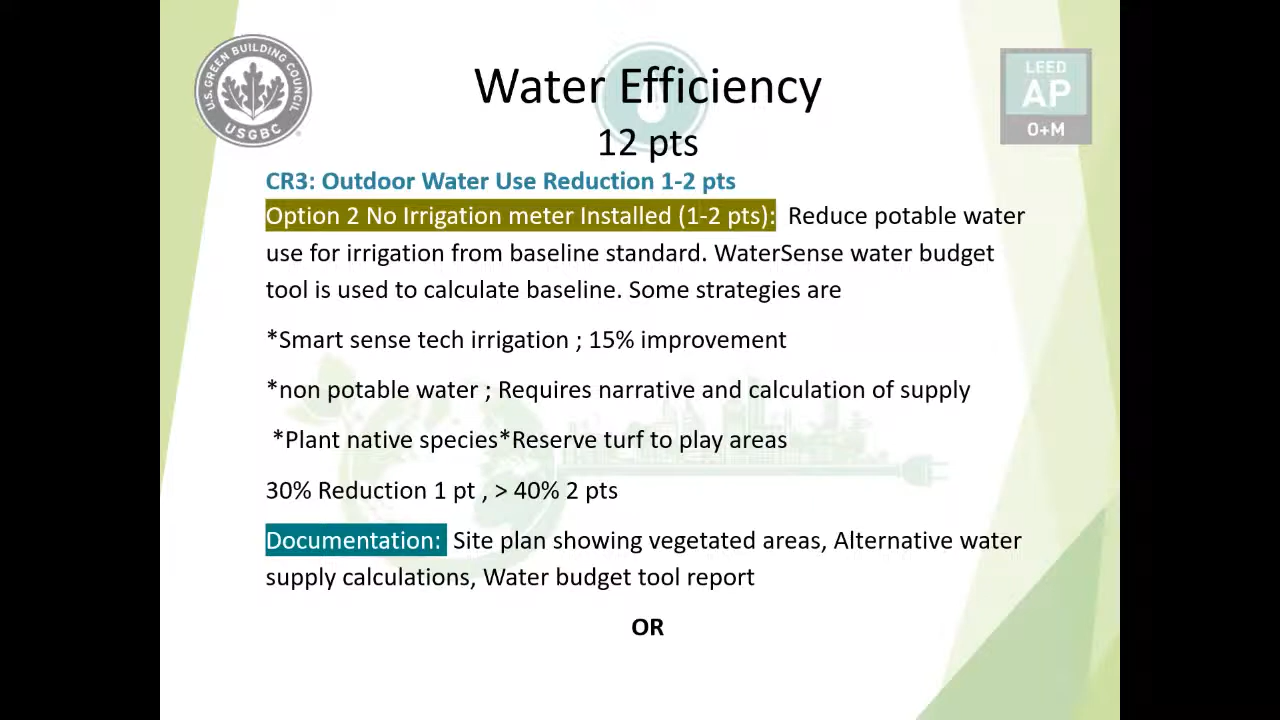 U.S. GREEN BUILDING COUNCIL
USGBC
Water Efficiency
LEED
AP
O+M
12 pts
CR3: Outdoor Water Use Reduction 1-2 pts
Option 2 No Irrigation meter Installed (1-2 pts): Reduce potable water
use for irrigation from baseline standard. WaterSense water budget
tool is used to calculate baseline. Some strategies are
*Smart sense tech irrigation ; 15% improvement
*non potable water ; Requires narrative and calculation of supply
*Plant native species*Reserve turf to play areas
30% Reduction 1 pt , > 40% 2 pts
Documentation: Site plan showing vegetated areas, Alternative water
supply calculations, Water budget tool report
OR